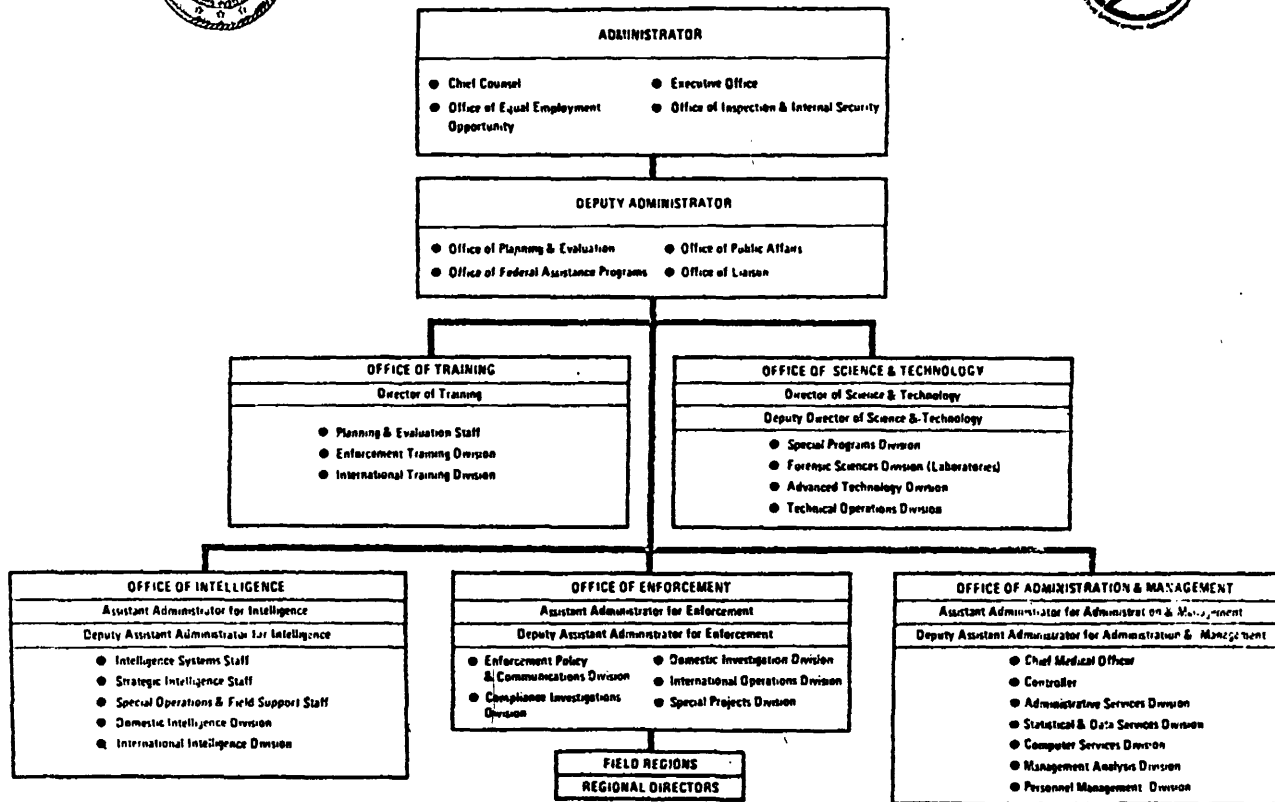 ADMINISTRATOR
● Chief Counsel
● Office of Equal Employment
Opportunity
● Executive Office
● Office of Inspection & Internal Security
DEPUTY ADMINISTRATOR
● Office of Planning & Evaluation
● Office of Federal Assistance Programs
● Office of Public Affairs
● Office of Liaison
OFFICE OF TRAINING
Director of Training
● Planning & Evaluation Staff
● Enforcement Training Division
● International Training Division
OFFICE OF SCIENCE & TECHNOLOGY
Director of Science & Technology
Deputy Director of Science & Technology
● Special Programs Division
● Forensic Sciences Division (Laboratories)
● Advanced Technology Division
● Technical Operations Division
OFFICE OF INTELLIGENCE
Assistant Administrator for Intelligence
Deputy Assistant Administrator for Intelligence
● Intelligence Systems Staff
● Strategic Intelligence Staff
● Special Operations & Field Support Staff
● Domestic Intelligence Division
● International Intelligence Division
OFFICE OF ENFORCEMENT
Assistant Administrator for Enforcement
Deputy Assistant Administrator for Enforcement
● Enforcement Policy
& Communications Division
● Compliance Investigations
Division
● Domestic Investigation Division
● International Operations Division
● Special Projects Division
FIELD REGIONS
REGIONAL DIRECTORS
OFFICE OF ADMINISTRATION & MANAGEMENT
Assistant Administrator for Administration & Management
Deputy Assistant Administrator for Administration & Management
● Chief Medical Officer
● Controller
● Administrative Services Division
● Statistical & Data Services Division
● Computer Services Division
● Management Analysis Division
● Personnel Management Division